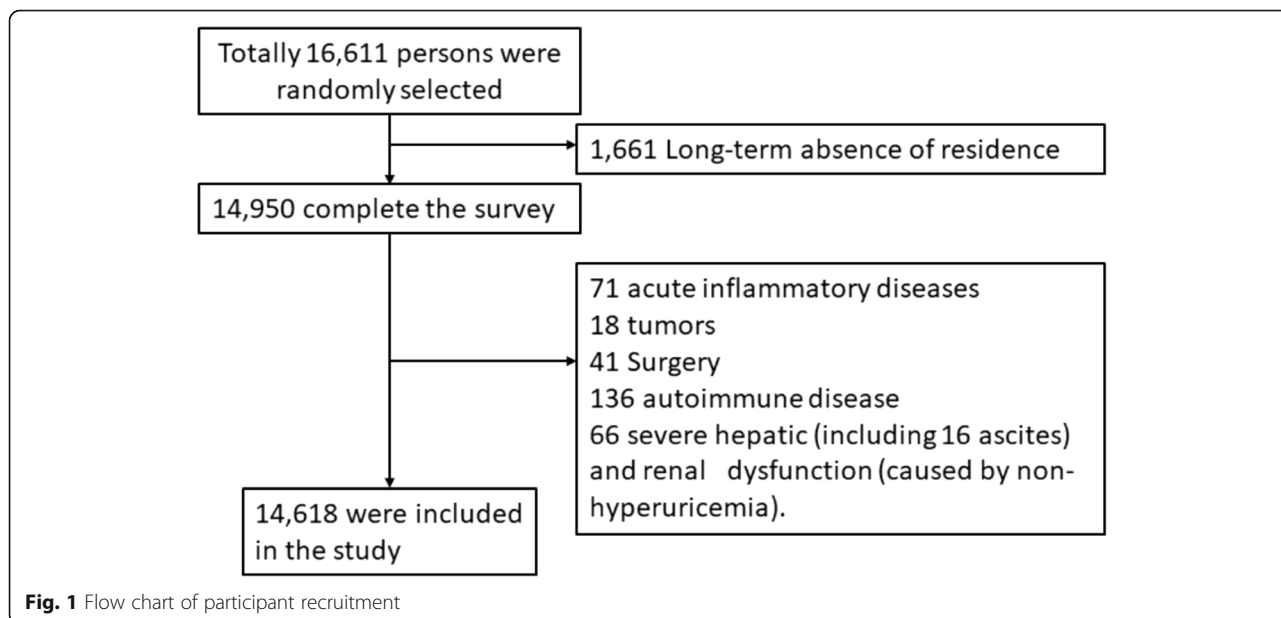 Totally 16,611 persons were
randomly selected
1,661 Long-term absence of residence
14,950 complete the survey
71 acute inflammatory diseases
18 tumors
41 Surgery
136 autoimmune disease
66 severe hepatic (including 16 ascites)
and renal dysfunction (caused by non-
hyperuricemia).
14,618 were included
in the study
Fig. 1 Flow chart of participant recruitment